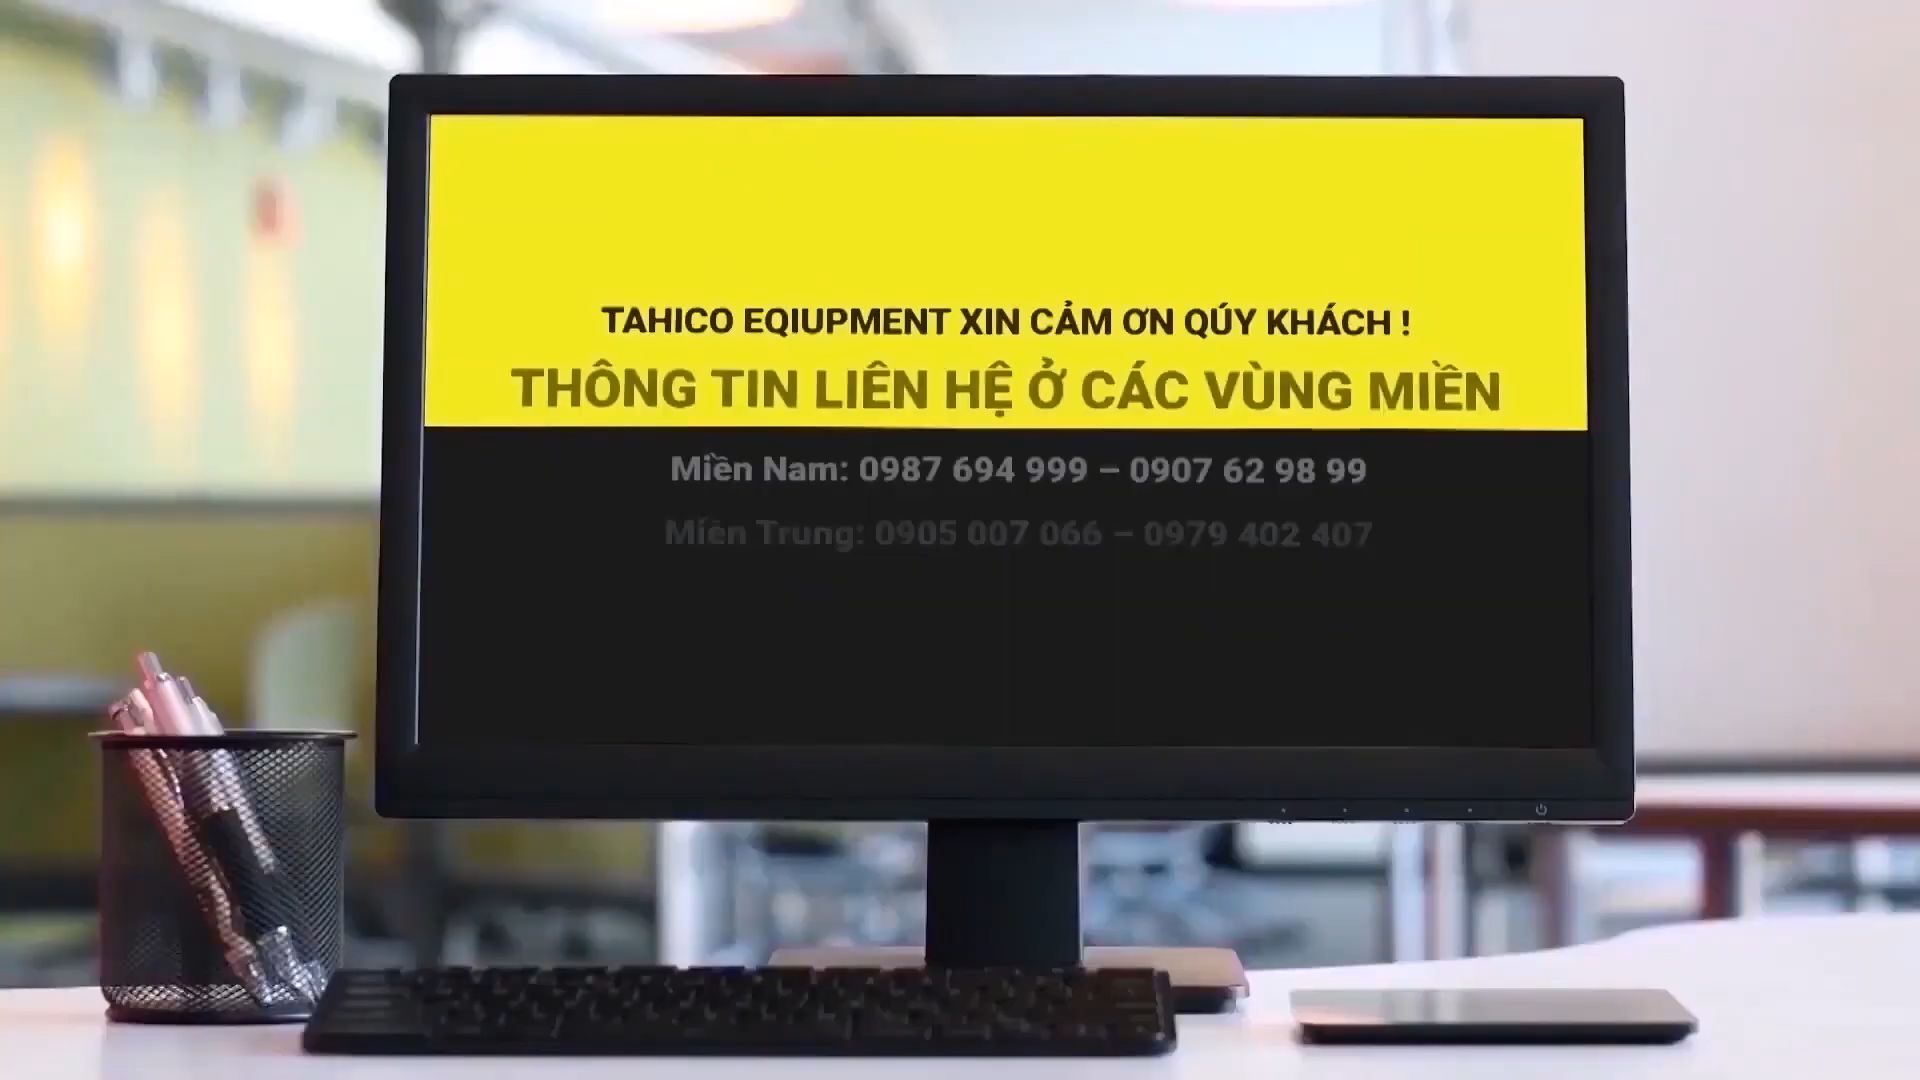 TAHICO EQIUPMENT XIN CẢM ƠN QÚY KHÁCH !
THÔNG TIN LIÊN HỆ Ở CÁC VÙNG MIỀN
Miền Nam: 0987 694 999 – 0907 62 98 99
Miền Trung: 0905 007 066 – 0979 402 407